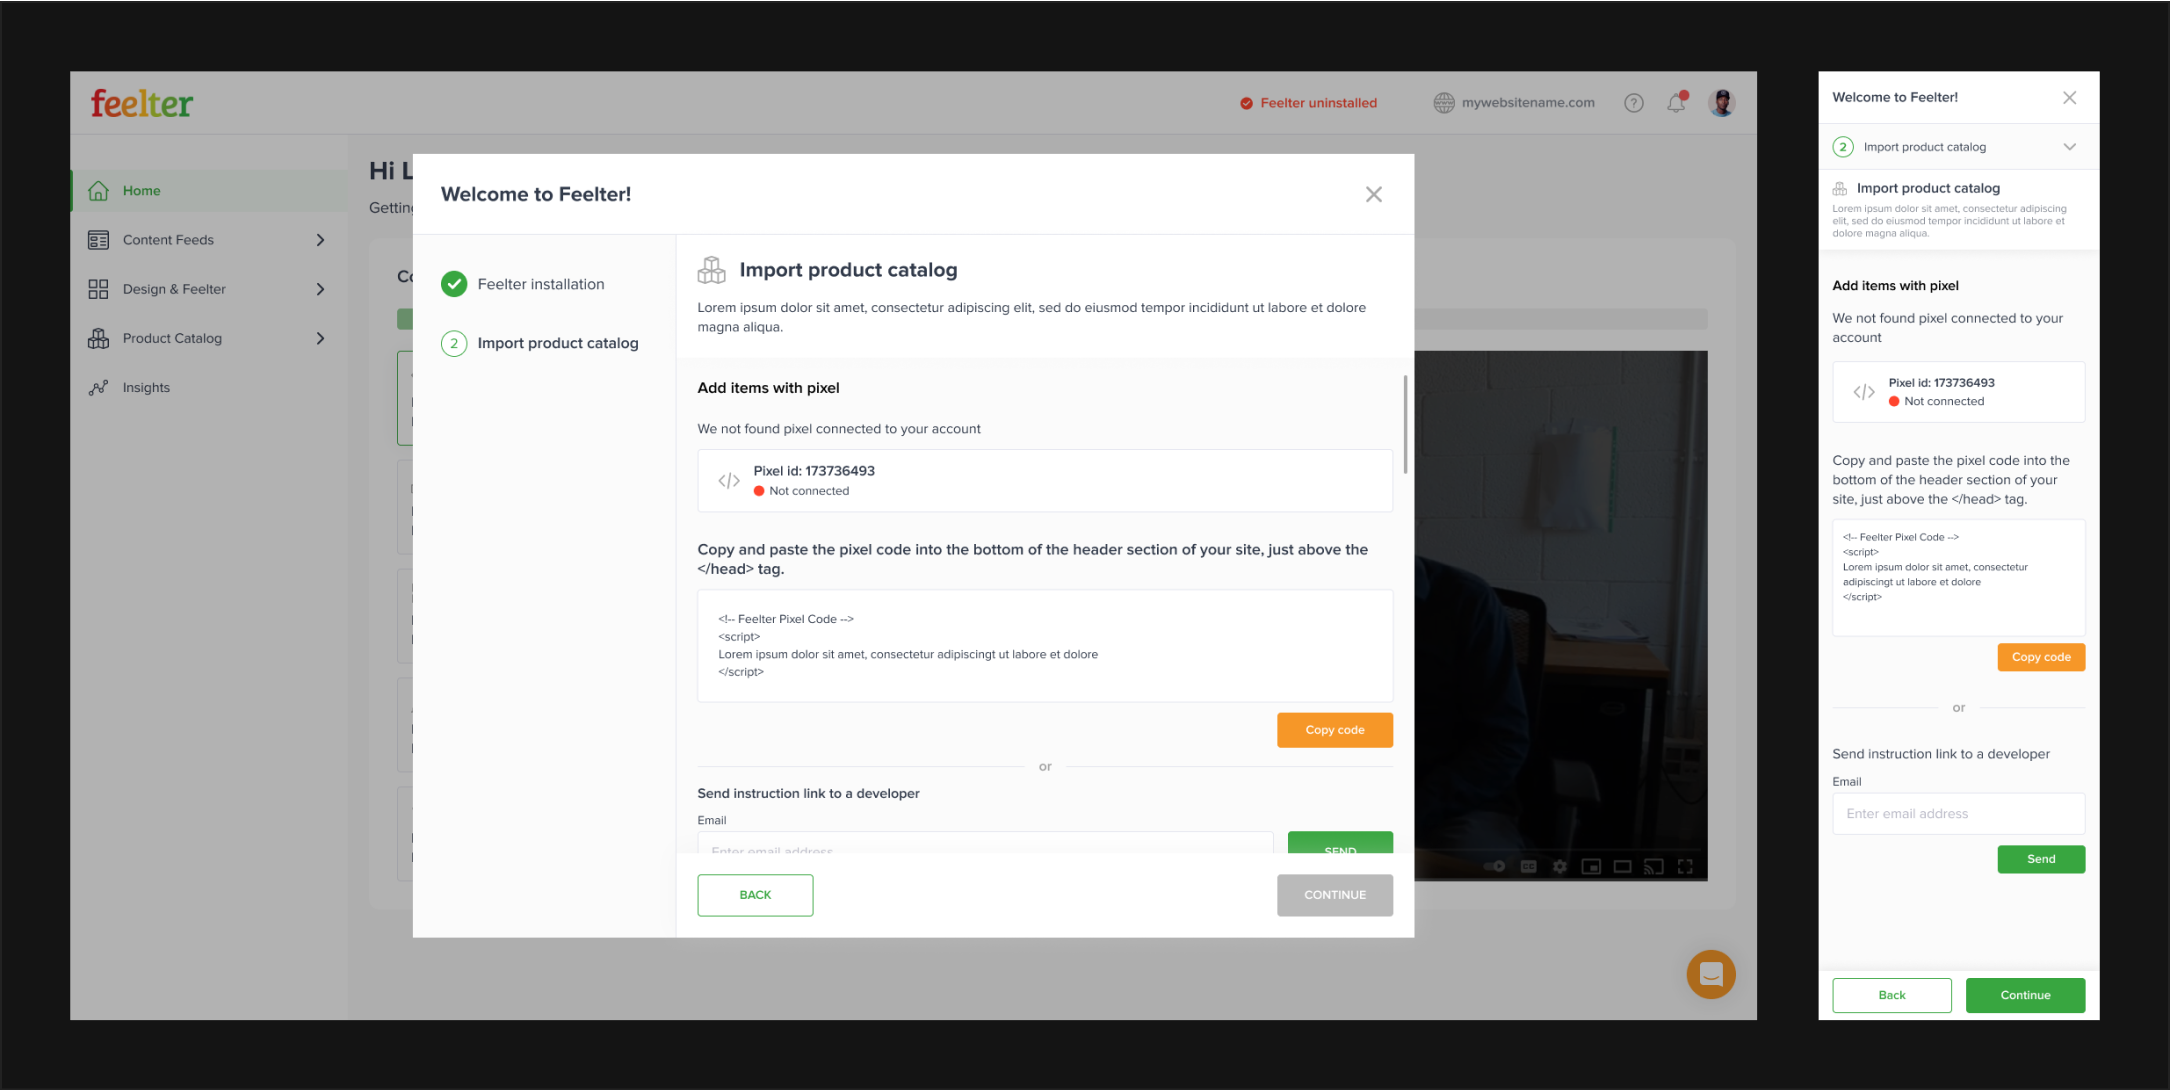 feelter
Feelter uninstalled
mywebsitename.com
?
Home
Content Feeds
Design & Feelter
Product Catalog
Insights
Hi L
Getting
Co
Welcome to Feelter!
Feelter installation
2 Import product catalog
Import product catalog
Lorem ipsum dolor sit amet, consectetur adipiscing elit, sed do eiusmod tempor incididunt ut labore et dolore
magna aliqua.
Add items with pixel
We not found pixel connected to your account
</>
Pixel id: 173736493
Not connected
Copy and paste the pixel code into the bottom of the header section of your site, just above the
</head> tag.
<!-- Feelter Pixel Code -->
<script>
Lorem ipsum dolor sit amet, consectetur adipiscingt ut labore et dolore
</script>
Copy code
or
Send instruction link to a developer
Email
Enter email address
SEND
BACK
CONTINUE
Welcome to Feelter!
2 Import product catalog
Import product catalog
Lorem ipsum dolor sit amet, consectetur adipiscing
elit, sed do eiusmod tempor incididunt ut labore et
dolore magna aliqua.
Add items with pixel
We not found pixel connected to your
account
</>
Pixel id: 173736493
Not connected
Copy and paste the pixel code into the
bottom of the header section of your
site, just above the </head> tag.
<!-- Feelter Pixel Code -->
<script>
Lorem ipsum dolor sit amet, consectetur
adipiscingt ut labore et dolore
</script>
Copy code
or
Send instruction link to a developer
Email
Enter email address
Send
Back
Continue